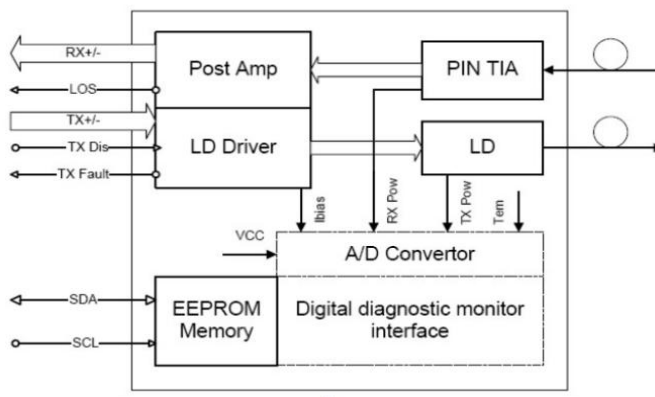 RX+/-
Post Amp
PIN TIA
LOS
TX+/-
LD Driver
LD
TX Dis
TX Fault
Ibias
RX Pow
TX Pow
Tem
VCC
A/D Convertor
SDA
EEPROM
Memory
Digital diagnostic monitor
interface
SCL